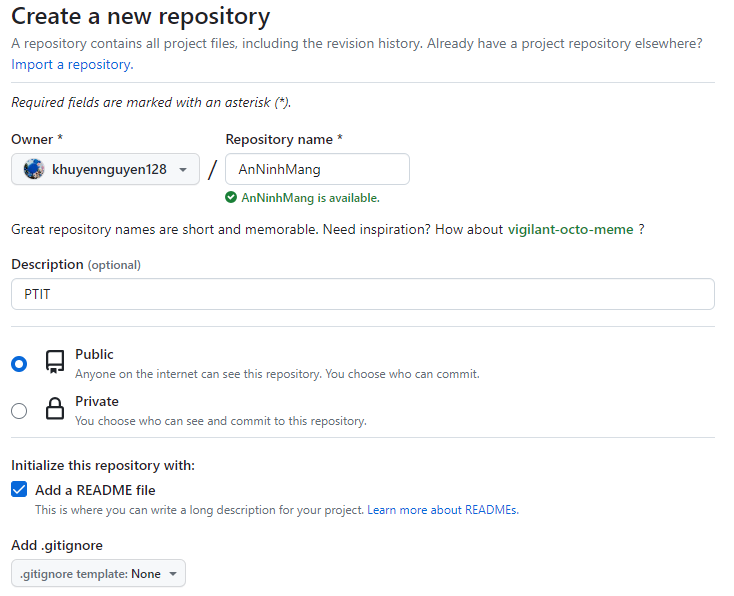 Create a new repository
A repository contains all project files, including the revision history. Already have a project repository elsewhere?
Import a repository.
Required fields are marked with an asterisk (*).
Owner * Repository name *
khuyennguyen128 / AnNinhMang
AnNinhMang is available.
Great repository names are short and memorable. Need inspiration? How about vigilant-octo-meme ?
Description (optional)
PTIT
Public
Anyone on the internet can see this repository. You choose who can commit.
Private
You choose who can see and commit to this repository.
Initialize this repository with:
Add a README file
This is where you can write a long description for your project. Learn more about READMEs.
Add .gitignore
.gitignore template: None